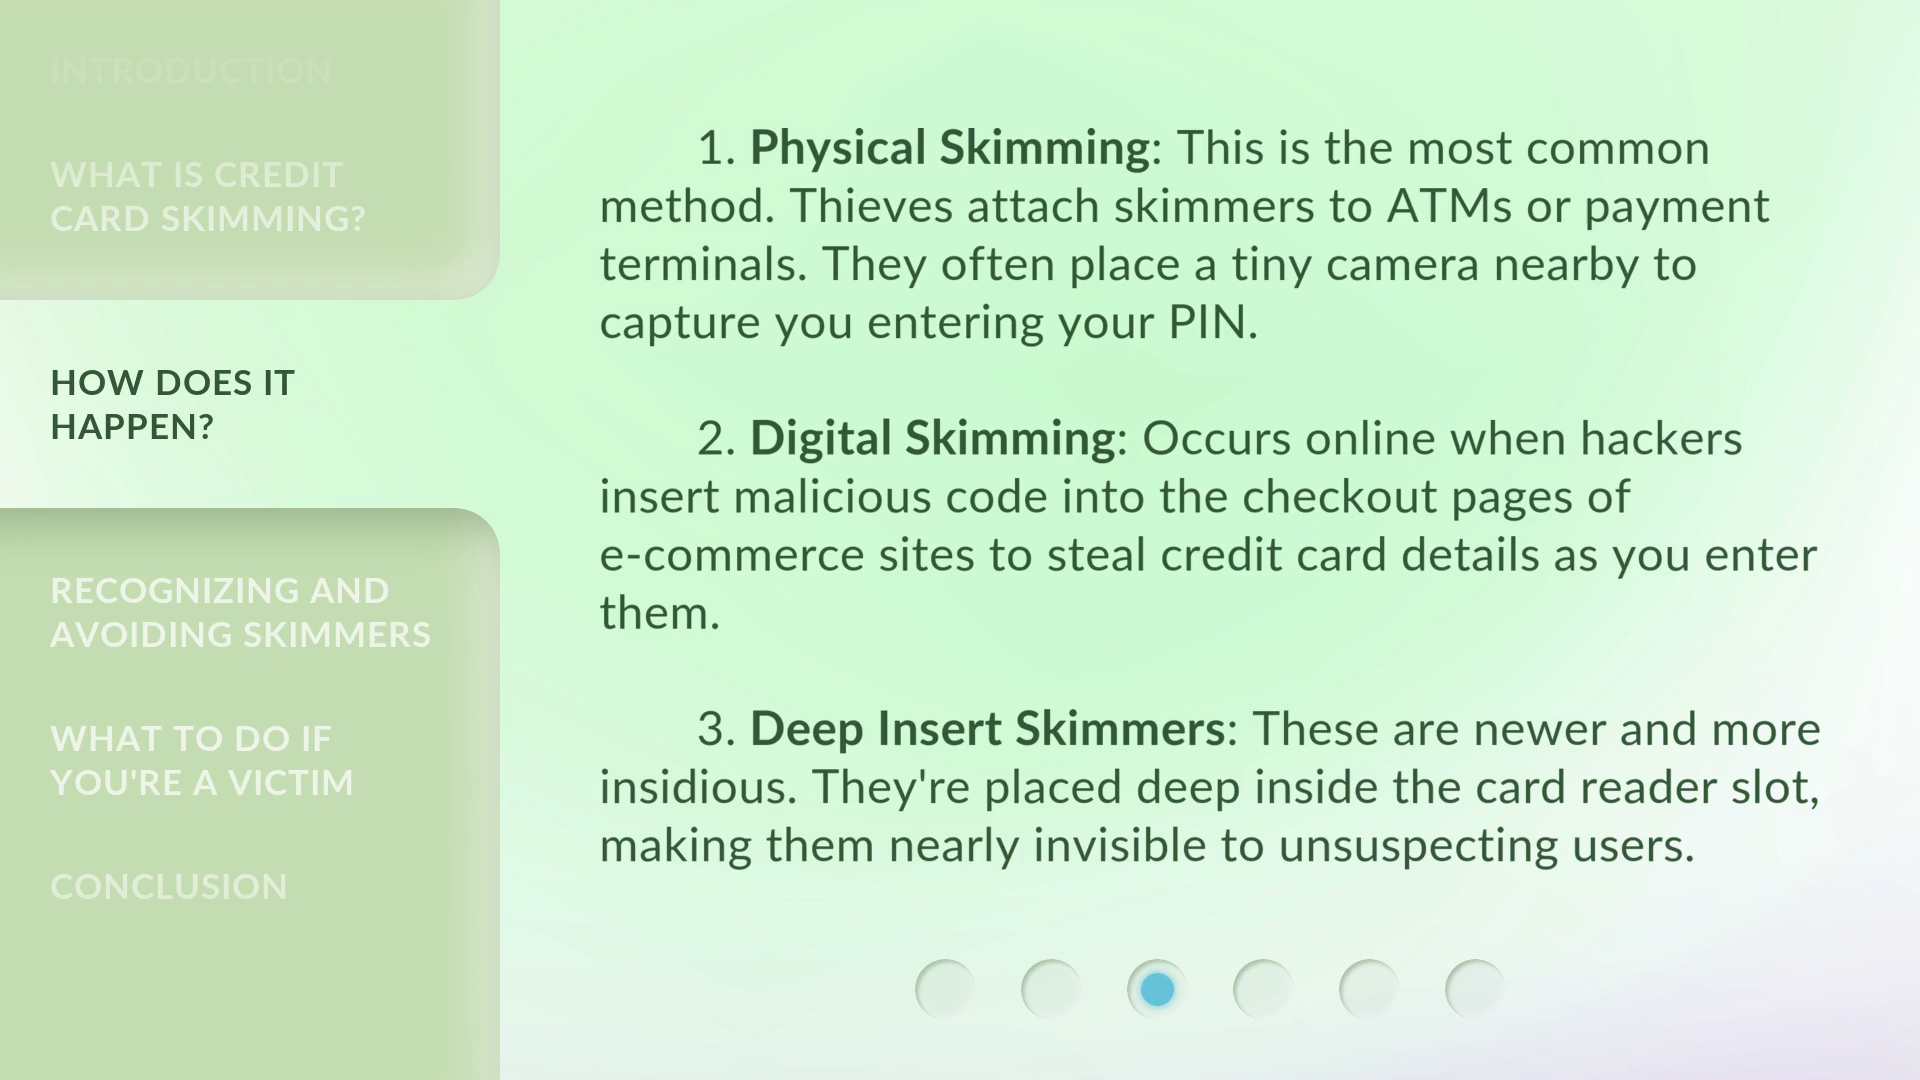 INTRODUCTION
WHAT IS CREDIT
CARD SKIMMING?
HOW DOES IT
HAPPEN?
RECOGNIZING AND
AVOIDING SKIMMERS
WHAT TO DO IF
YOU'RE A VICTIM
CONCLUSION
1. Physical Skimming: This is the most common
method. Thieves attach skimmers to ATMs or payment
terminals. They often place a tiny camera nearby to
capture you entering your PIN.
2. Digital Skimming: Occurs online when hackers
insert malicious code into the checkout pages of
e-commerce sites to steal credit card details as you enter
them.
3. Deep Insert Skimmers: These are newer and more
insidious. They're placed deep inside the card reader slot,
making them nearly invisible to unsuspecting users.